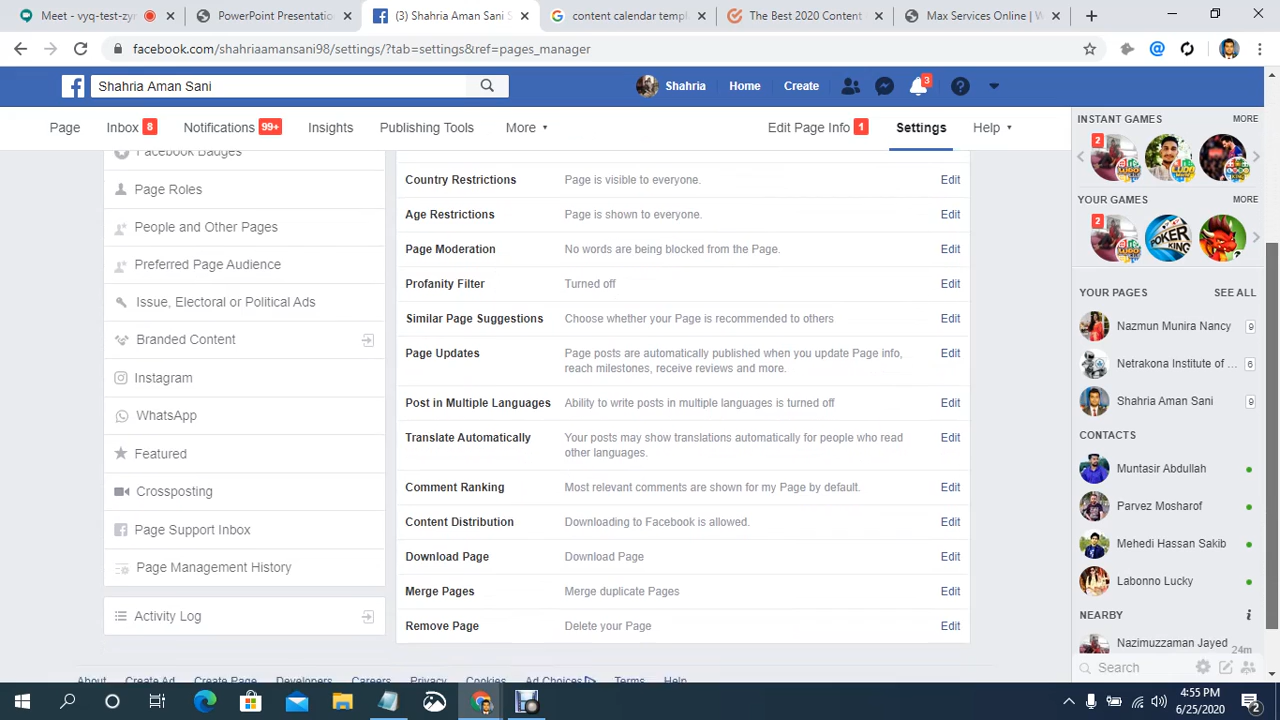 Meet - vyq-test-zyr
PowerPoint Presentation
(3) Shahria Aman Sani S
content calendar templ
The Best 2020 Content
Max Services Online | W
facebook.com/shahriaamansani98/settings/?tab=settings&ref=pages_manager
Shahria Aman Sani
Shahria Home Create 3
Page Inbox 8 Notifications 99+ Insights Publishing Tools More Edit Page Info 1 Settings Help
Facebook Badges
Page Roles
People and Other Pages
Preferred Page Audience
Issue, Electoral or Political Ads
Branded Content
Instagram
WhatsApp
Featured
Crossposting
Page Support Inbox
Page Management History
Activity Log
Country Restrictions Page is visible to everyone. Edit
Age Restrictions Page is shown to everyone. Edit
Page Moderation No words are being blocked from the Page. Edit
Profanity Filter Turned off Edit
Similar Page Suggestions Choose whether your Page is recommended to others Edit
Page Updates Page posts are automatically published when you update Page info, Edit
reach milestones, receive reviews and more.
Post in Multiple Languages Ability to write posts in multiple languages is turned off Edit
Translate Automatically Your posts may show translations automatically for people who read Edit
other languages.
Comment Ranking Most relevant comments are shown for my Page by default. Edit
Content Distribution Downloading to Facebook is allowed. Edit
Download Page Download Page Edit
Merge Pages Merge duplicate Pages Edit
Remove Page Delete your Page Edit
About Create Ad Create Page Developers Careers Privacy Cookies Ad Choices Terms Help
INSTANT GAMES MORE
2
YOUR GAMES MORE
2
POKER KING
YOUR PAGES SEE ALL
Nazmun Munira Nancy 9
Netrakona Institute of ... 6
Shahria Aman Sani 9
CONTACTS
Muntasir Abdullah
Parvez Mosharof
Mehedi Hassan Sakib
Labonno Lucky
NEARBY
Nazimuzzaman Jayed 24m
Search
4:55 PM
6/25/2020
2